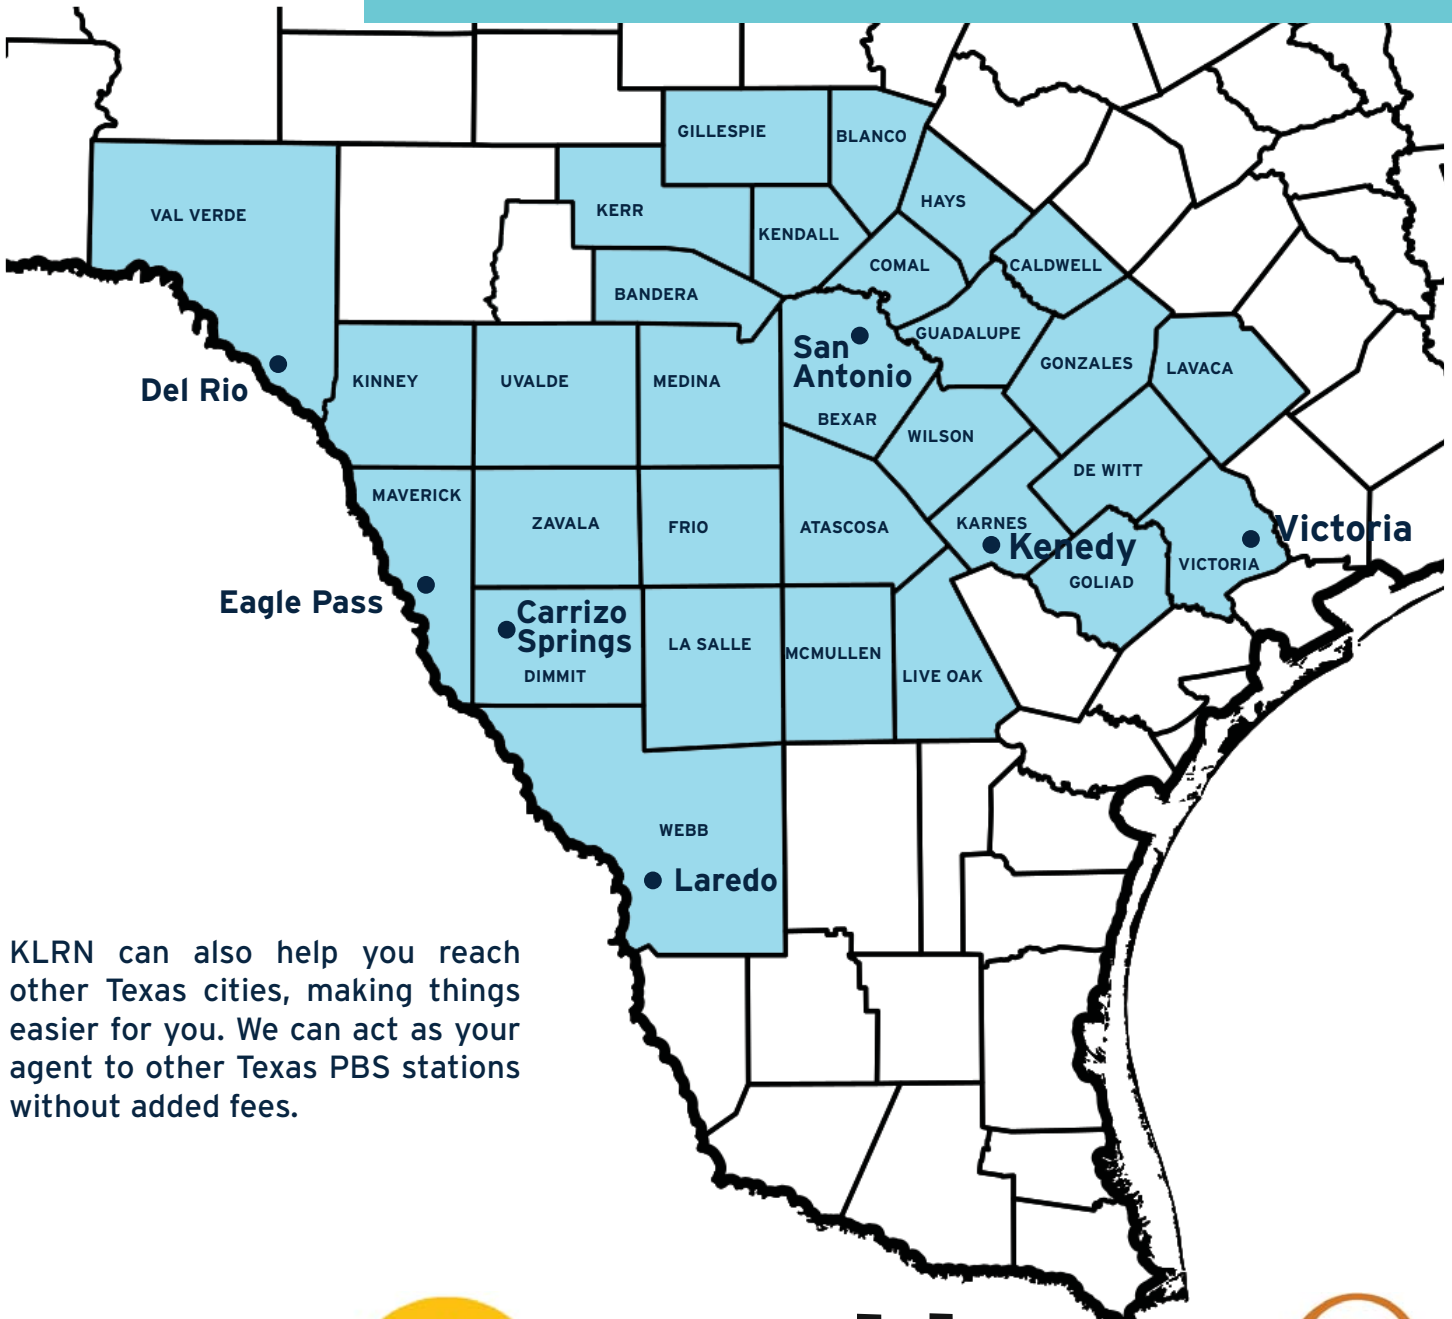 GILLESPIE
BLANCO
VAL VERDE
KERR
HAYS
KENDALL
COMAL
CALDWELL
BANDERA
GUADALUPE
San
Antonio
GONZALES
LAVACA
Del Rio
KINNEY
UVALDE
MEDINA
BEXAR
WILSON
DE WITT
MAVERICK
ZAVALA
FRIO
ATASCOSA
KARNES
Kenedy
Victoria
VICTORIA
GOLIAD
Eagle Pass
Carrizo
Springs
DIMMIT
LA SALLE
MCMULLEN
LIVE OAK
WEBB
Laredo
KLRN can also help you reach
other Texas cities, making things
easier for you. We can act as your
agent to other Texas PBS stations
without added fees.